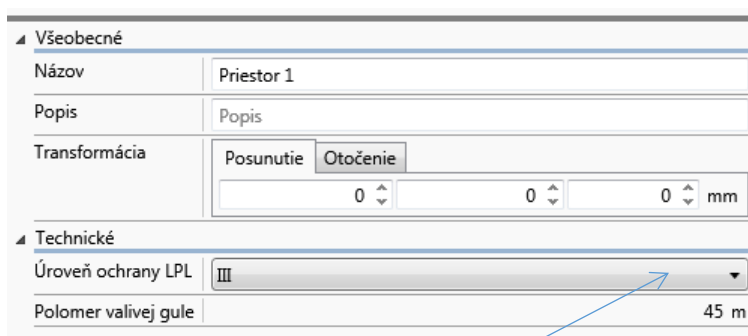 Všeobecné
Názov Priestor 1
Popis Popis
Transformácia Posunutie Otočenie
0 0 0 mm
Technické
Úroveň ochrany LPL III
Polomer valivej gule 45 m